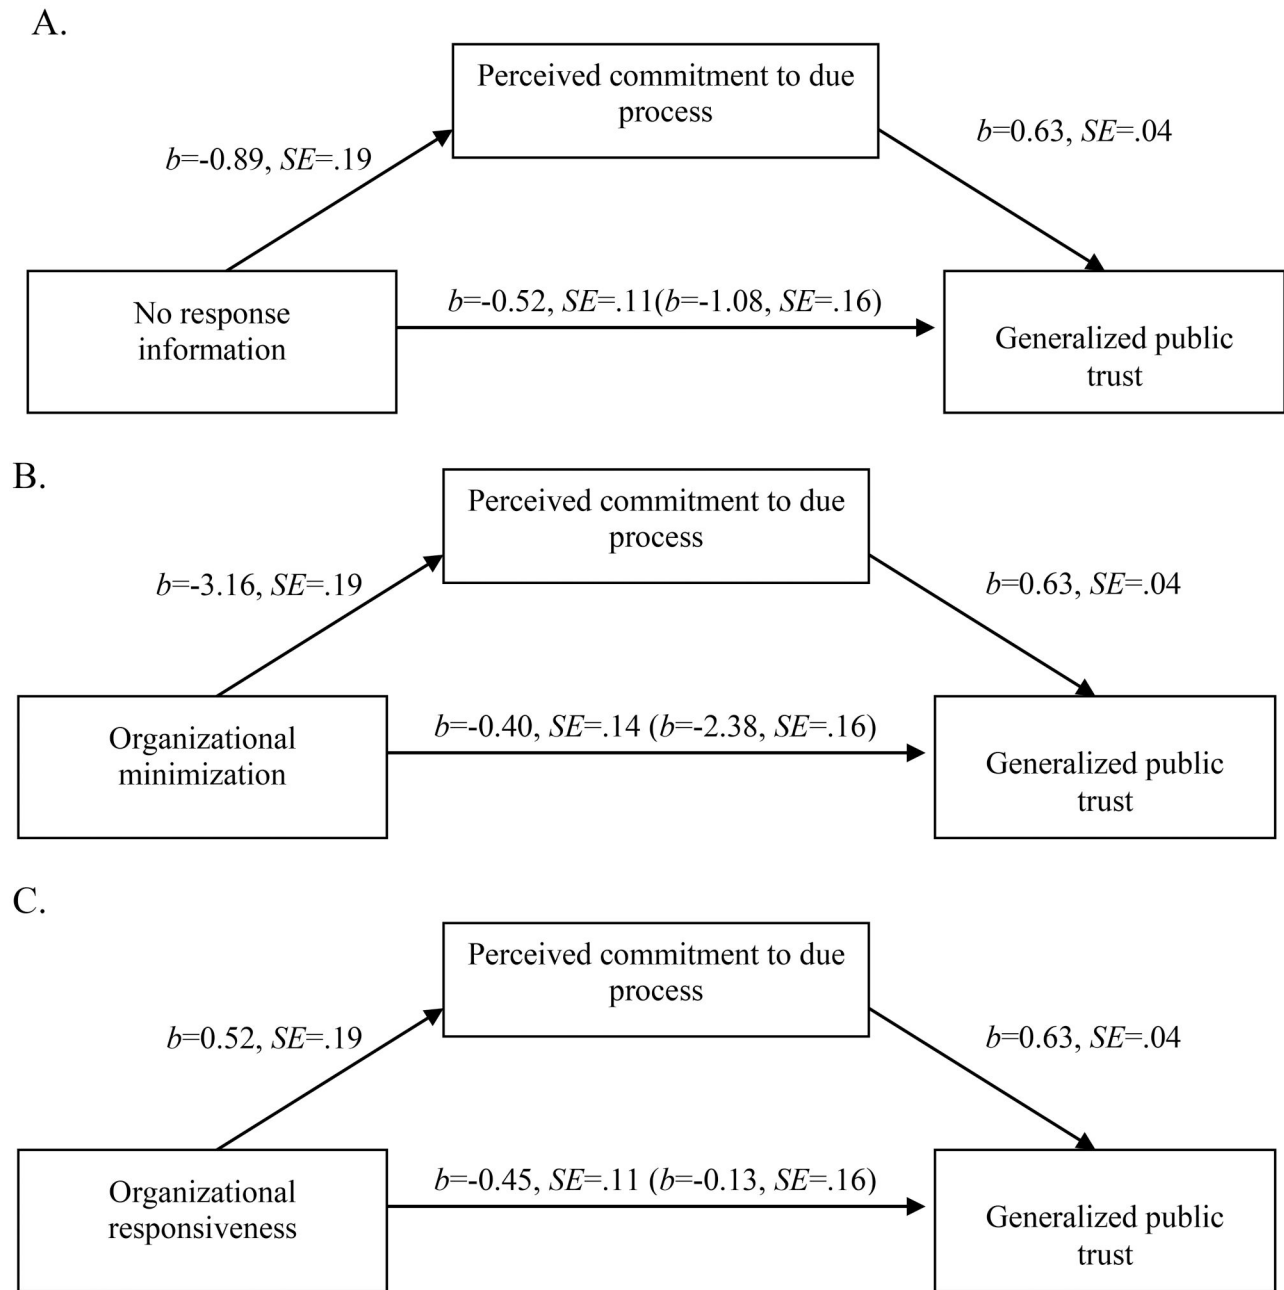 A.
Perceived commitment to due
process
b=-0.89, SE=.19
b=0.63, SE=.04
No response
information
b=-0.52, SE=.11(b=-1.08, SE=.16)
Generalized public
trust
B.
Perceived commitment to due
process
b=-3.16, SE=.19
b=0.63, SE=.04
Organizational
minimization
b=-0.40, SE=.14 (b=-2.38, SE=.16)
Generalized public
trust
C.
Perceived commitment to due
process
b=0.52, SE=.19
b=0.63, SE=.04
Organizational
responsiveness
b=-0.45, SE=.11 (b=-0.13, SE=.16)
Generalized public
trust